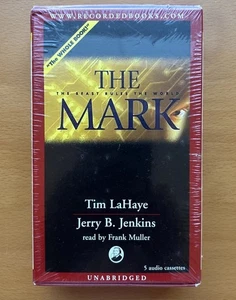 WWW.RECORDEDBOOKS.COM
"The WHOLE BOOK!"
THE
THE BEAST RULES THE WORLD
MARK
Tim LaHaye
Jerry B. Jenkins
read by Frank Muller
5 audio cassettes
UNABRIDGED